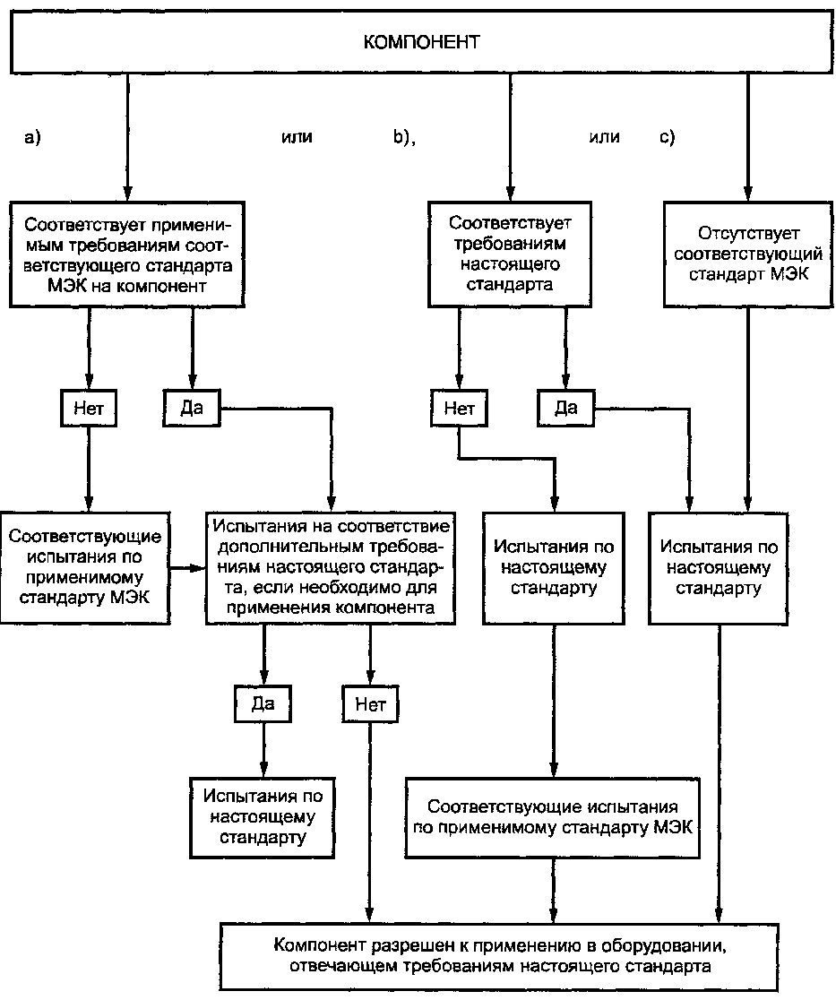 КОМПОНЕНТ
a)
или
b),
или
c)
Соответствует примени-
мым требованиям соот-
ветствующего стандарта
МЭК на компонент
Соответствует
требованиям
настоящего
стандарта
Отсутствует
соответствующий
стандарт МЭК
Нет
Да
Нет
Да
Соответствующие
испытания по
применимому
стандарту МЭК
Испытания на соответствие
дополнительным требова-
ниям настоящего стандар-
та, если необходимо для
применения компонента
Испытания по
настоящему
стандарту
Испытания по
настоящему
стандарту
Да
Нет
Испытания по
настоящему
стандарту
Соответствующие испытания
по применимому стандарту МЭК
Компонент разрешен к применению в оборудовании,
отвечающем требованиям настоящего стандарта